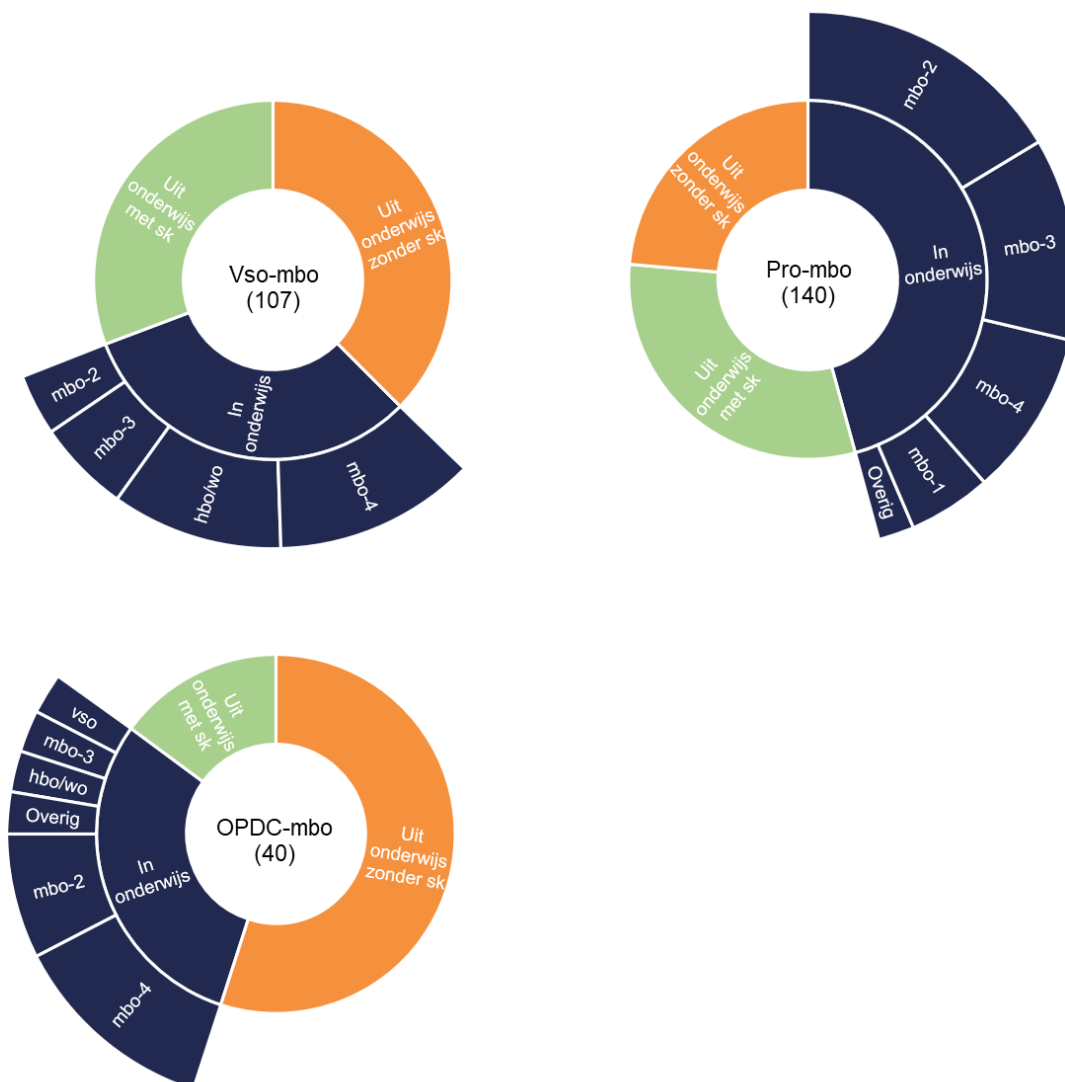 Uit
onderwijs
met sk
Uit
onderwijs
zonder sk
Vso-mbo
(107)
In
onderwijs
mbo-2
mbo-3
hbo/wo
mbo-4
mbo-2
Uit
onderwijs
zonder sk
In
onderwijs
mbo-3
Pro-mbo
(140)
Uit
onderwijs
met sk
mbo-4
mbo-1
Overig
Uit
onderwijs
met sk
vso
mbo-3
hbo/wo
Overig
OPDC-mbo
(40)
Uit
onderwijs
zonder sk
In
onderwijs
mbo-2
mbo-4